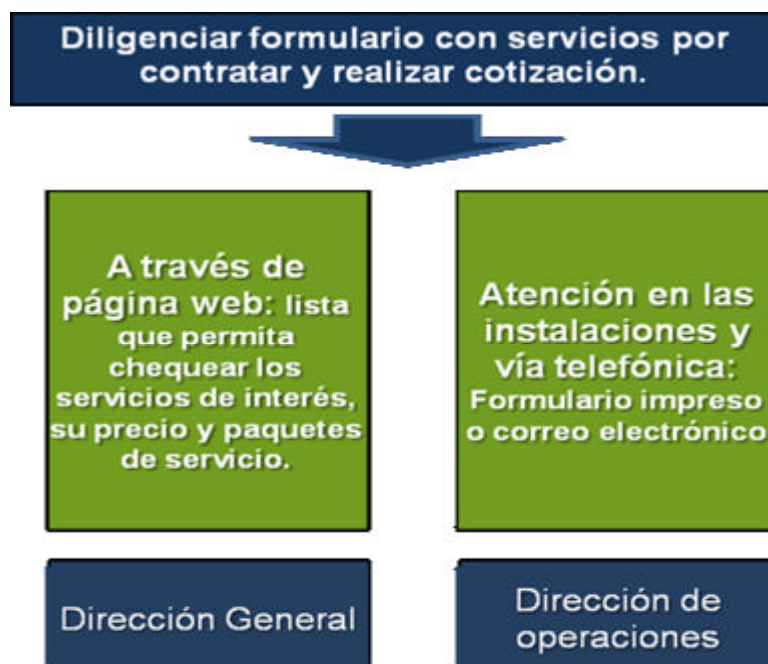 Diligenciar formulario con servicios por
contratar y realizar cotización.
A través de
página web: lista
que permita
chequear los
servicios de interés,
su precio y paquetes
de servicio.
Atención en las
instalaciones y
vía telefónica:
Formulario impreso
o correo electrónico
Dirección General
Dirección de
operaciones